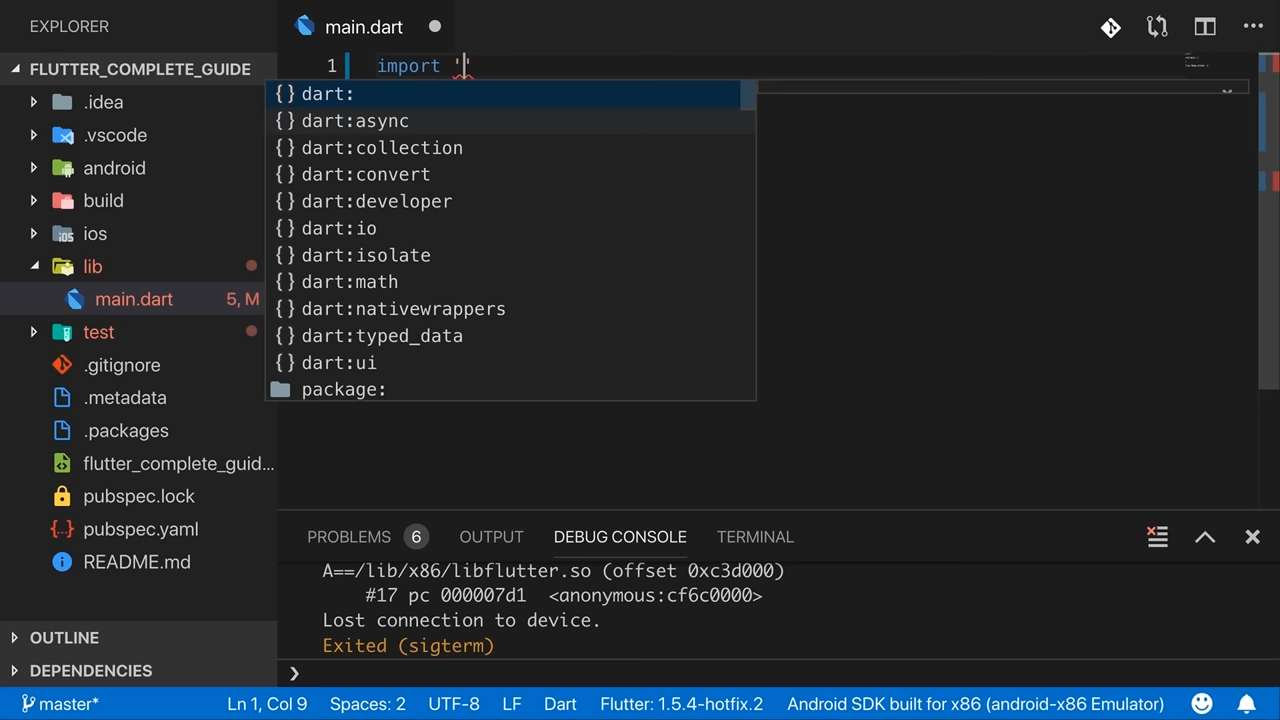 EXPLORER
FLUTTER_COMPLETE_GUIDE
.idea
.vscode
android
build
ios
lib
main.dart 5, M
test
.gitignore
.metadata
.packages
flutter_complete_guid...
pubspec.lock
pubspec.yaml
README.md
OUTLINE
DEPENDENCIES
main.dart
1 import ''
{} dart:
{} dart:async
{} dart:collection
{} dart:convert
{} dart:developer
{} dart:io
{} dart:isolate
{} dart:math
{} dart:nativewrappers
{} dart:typed_data
{} dart:ui
package:
PROBLEMS 6 OUTPUT DEBUG CONSOLE TERMINAL
A==/lib/x86/libflutter.so (offset 0xc3d000)
#17 pc 000007d1 <anonymous:cf6c0000>
Lost connection to device.
Exited (sigterm)
master* Ln 1, Col 9 Spaces: 2 UTF-8 LF Dart Flutter: 1.5.4-hotfix.2 Android SDK built for x86 (android-x86 Emulator)